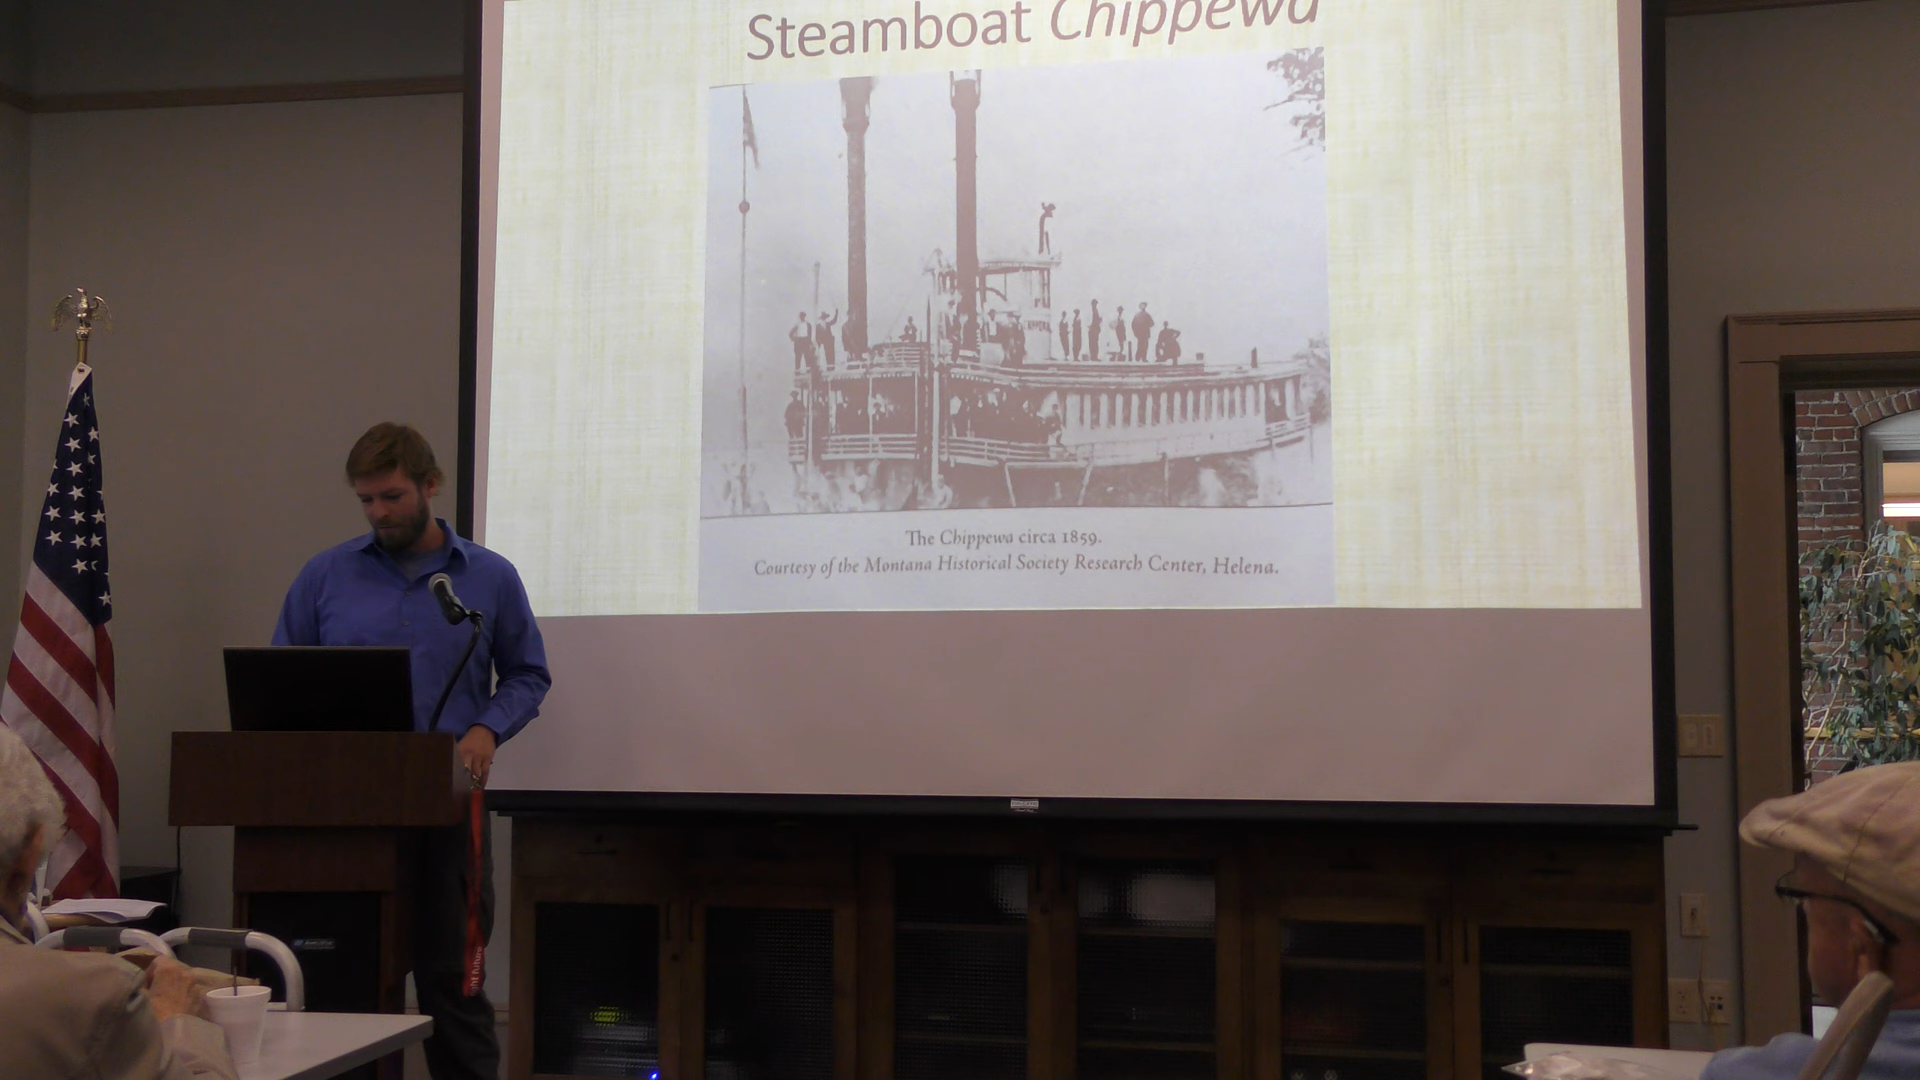 Steamboat Chippewa
The Chippewa circa 1859.
Courtesy of the Montana Historical Society Research Center, Helena.